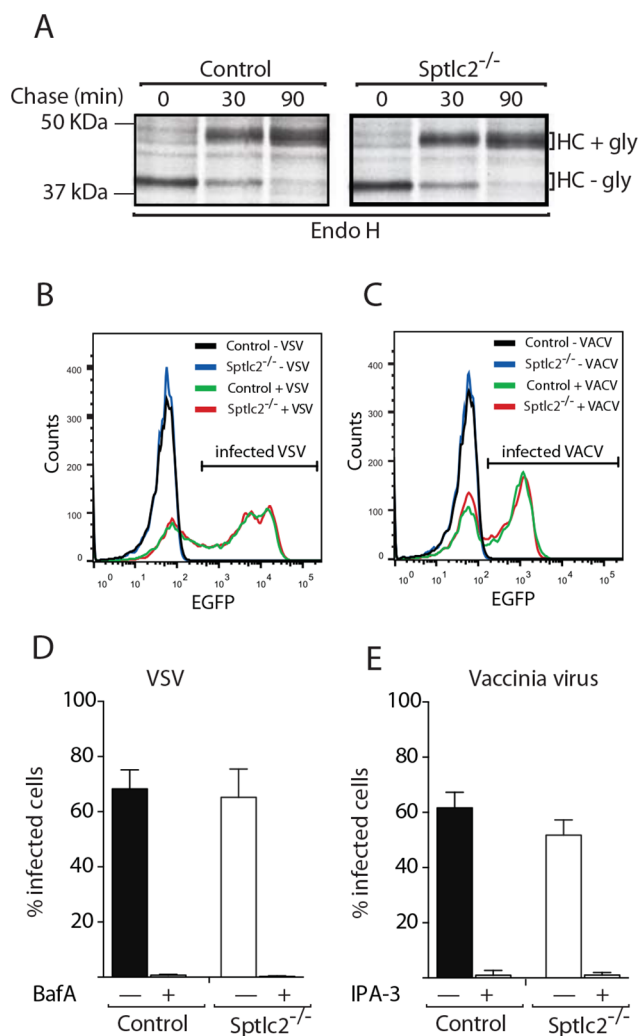 A
Control
Sptlc2-/-
Chase (min) 0 30 90 0 30 90
50 KDa
HC + gly
37 kDa
HC - gly
Endo H
B
Control - VSV
Sptlc2-/- - VSV
Control + VSV
Sptlc2-/- + VSV
infected VSV
Counts
400
300
200
100
0
10^0 10^1 10^2 10^3 10^4 10^5
EGFP
C
Control - VACV
Sptlc2-/- - VACV
Control + VACV
Sptlc2-/- + VACV
infected VACV
Counts
400
300
200
100
0
10^0 10^1 10^2 10^3 10^4 10^5
EGFP
D
VSV
% infected cells
100
80
60
40
20
BafA — + — +
Control Sptlc2-/-
E
Vaccinia virus
% infected cells
100
80
60
40
20
IPA-3 — + — +
Control Sptlc2-/-